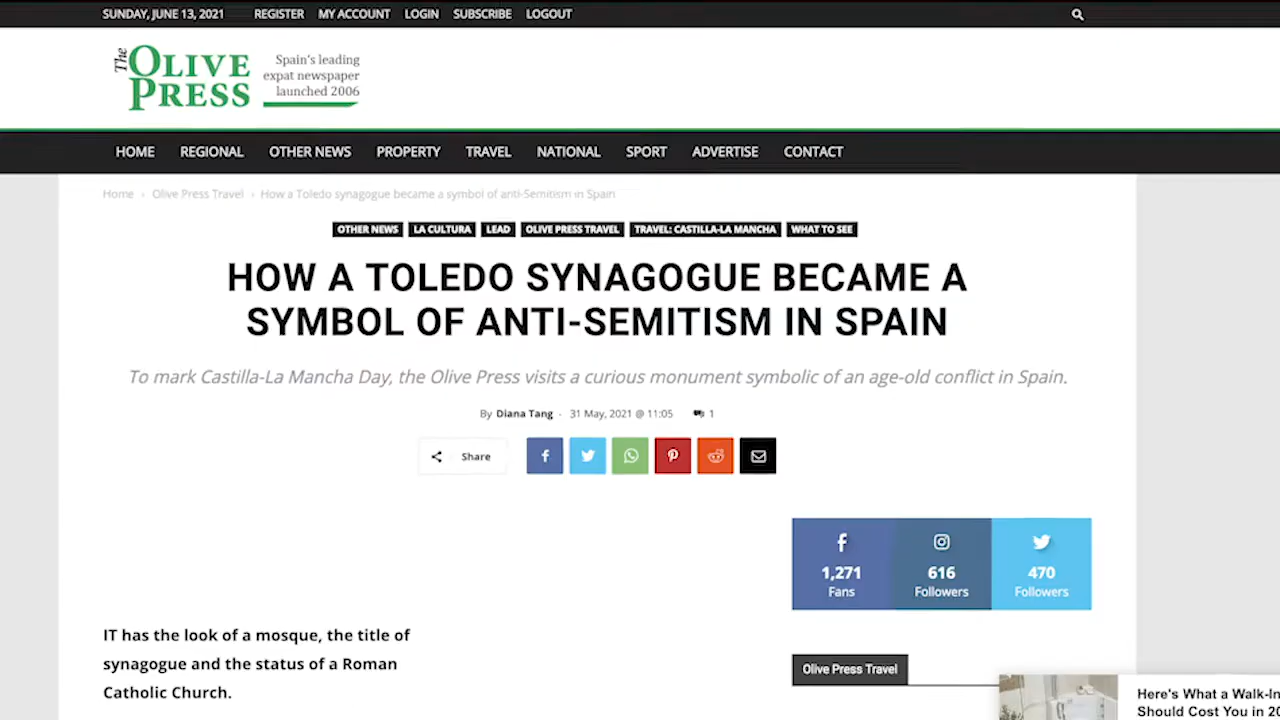 SUNDAY, JUNE 13, 2021 REGISTER MY ACCOUNT LOGIN SUBSCRIBE LOGOUT
The OLIVE PRESS
Spain's leading
expat newspaper
launched 2006
HOME REGIONAL OTHER NEWS PROPERTY TRAVEL NATIONAL SPORT ADVERTISE CONTACT
Home › Olive Press Travel › How a Toledo synagogue became a symbol of anti-Semitism in Spain
OTHER NEWS LA CULTURA LEAD OLIVE PRESS TRAVEL TRAVEL: CASTILLA-LA MANCHA WHAT TO SEE
HOW A TOLEDO SYNAGOGUE BECAME A
SYMBOL OF ANTI-SEMITISM IN SPAIN
To mark Castilla-La Mancha Day, the Olive Press visits a curious monument symbolic of an age-old conflict in Spain.
By Diana Tang - 31 May, 2021 @ 11:05 1
Share
1,271 616 470
Fans Followers Followers
IT has the look of a mosque, the title of
synagogue and the status of a Roman
Catholic Church.
Olive Press Travel
Here's What a Walk-In
Should Cost You in 20